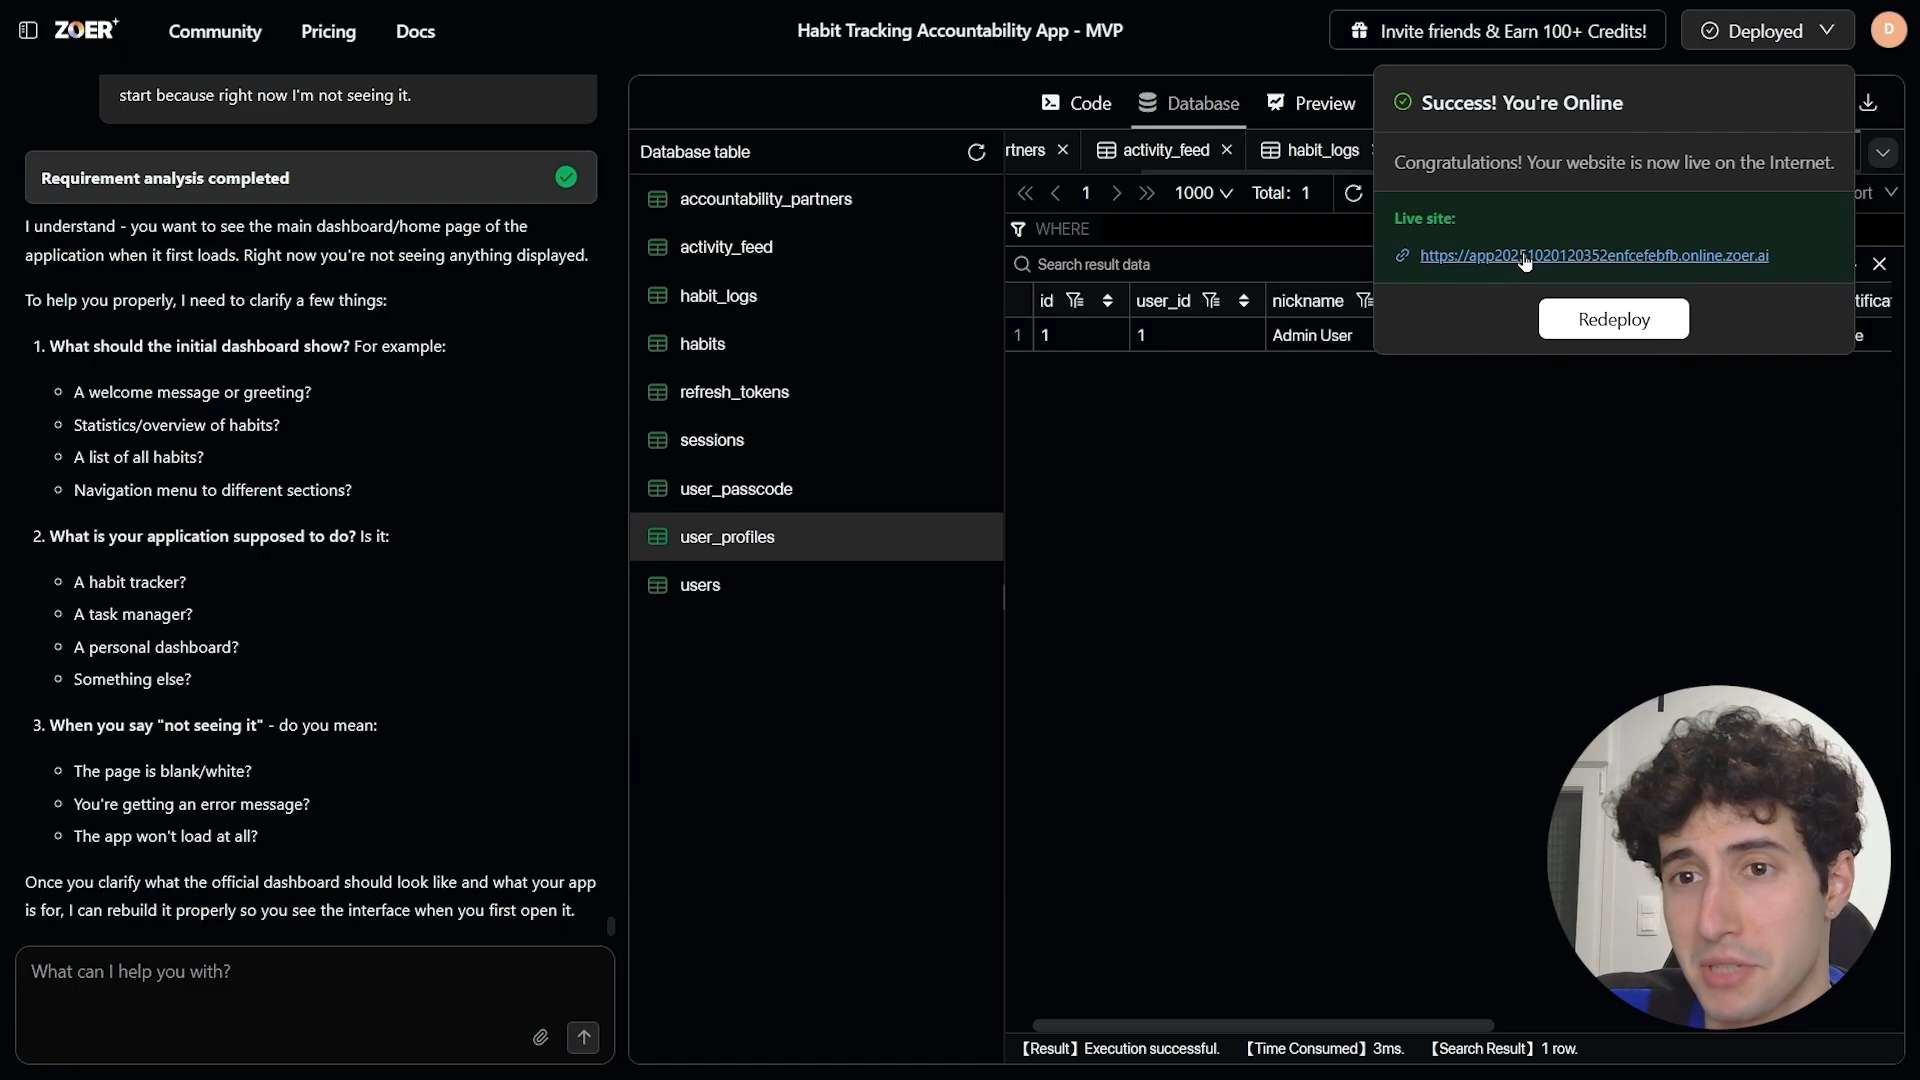 ZOER+
Community
Pricing
Docs
Habit Tracking Accountability App - MVP
Invite friends & Earn 100+ Credits!
Deployed
D
start because right now I'm not seeing it.
Requirement analysis completed
I understand - you want to see the main dashboard/home page of the
application when it first loads. Right now you're not seeing anything displayed.
To help you properly, I need to clarify a few things:
1. What should the initial dashboard show? For example:
A welcome message or greeting?
Statistics/overview of habits?
A list of all habits?
Navigation menu to different sections?
2. What is your application supposed to do? Is it:
A habit tracker?
A task manager?
A personal dashboard?
Something else?
3. When you say "not seeing it" - do you mean:
The page is blank/white?
You're getting an error message?
The app won't load at all?
Once you clarify what the official dashboard should look like and what your app
is for, I can rebuild it properly so you see the interface when you first open it.
What can I help you with?
Code
Database
Preview
Database table
accountability_partners
activity_feed
habit_logs
habits
refresh_tokens
sessions
user_passcode
user_profiles
users
rtners
activity_feed
habit_logs
1
1000
Total: 1
ort
WHERE
Search result data
id
user_id
nickname
tifica
1
1
1
Admin User
e
Success! You're Online
Congratulations! Your website is now live on the Internet.
Live site:
https://app20251020120352enfcefebfb.online.zoer.ai
Redeploy
【Result】Execution successful.
【Time Consumed】3ms.
【Search Result】1 row.